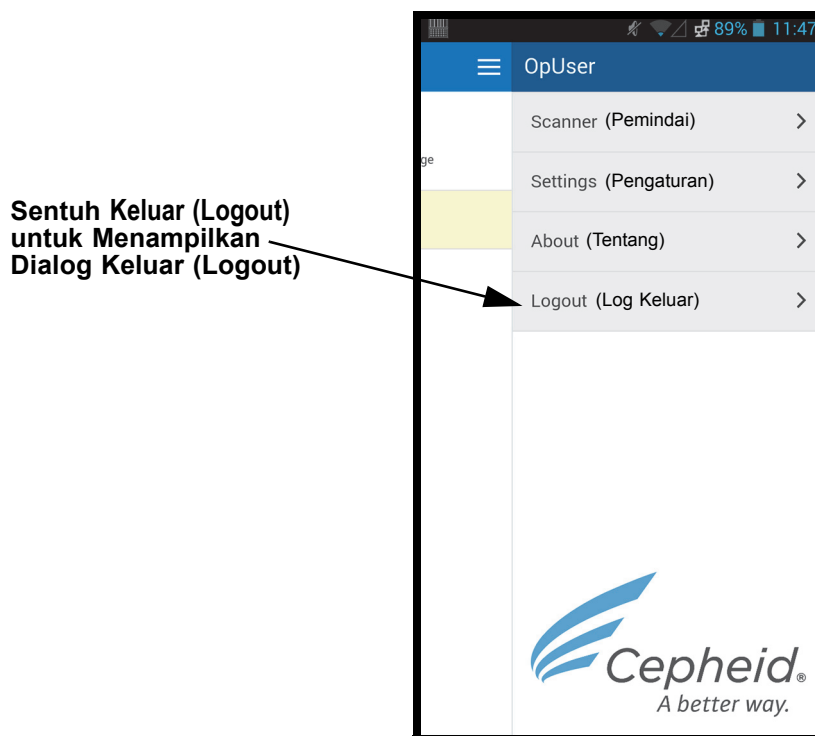 89% 11:47
OpUser
Scanner (Pemindai)
ge
Settings (Pengaturan)
About (Tentang)
Logout (Log Keluar)
Sentuh Keluar (Logout)
untuk Menampilkan
Dialog Keluar (Logout)
Cepheid®
A better way.